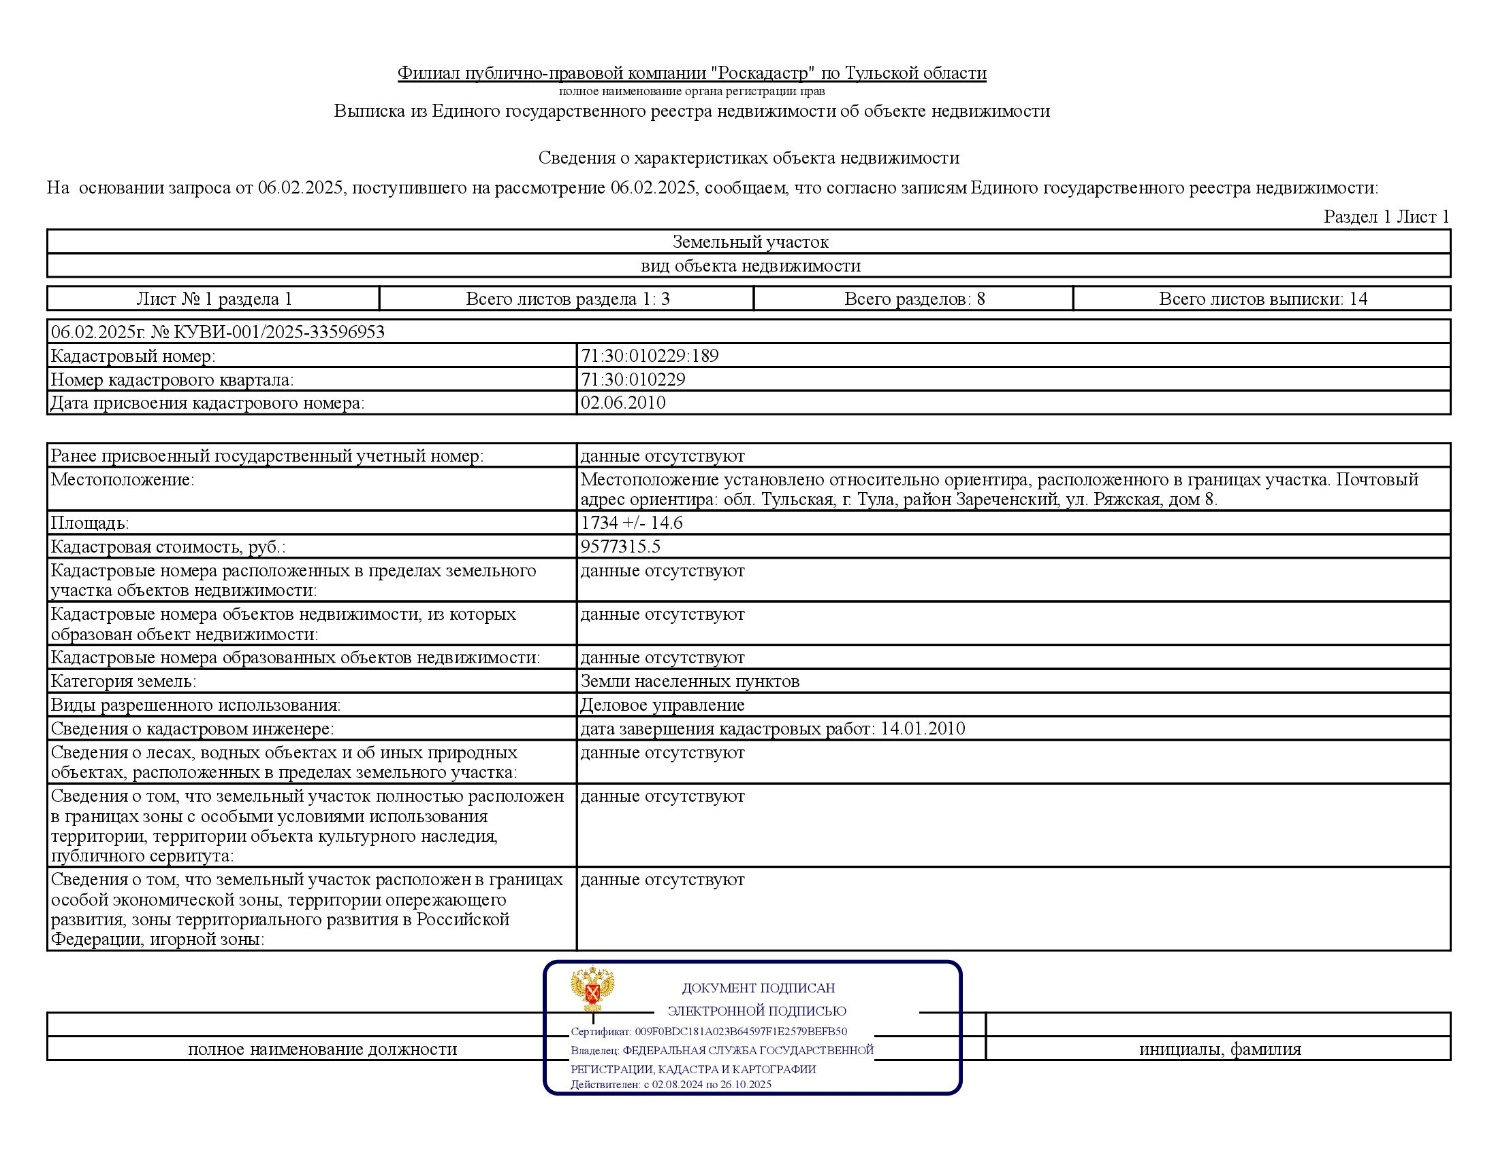 Филиал публично-правовой компании "Роскадастр" по Тульской области
полное наименование органа регистрации прав
Выписка из Единого государственного реестра недвижимости об объекте недвижимости
Сведения о характеристиках объекта недвижимости
На основании запроса от 06.02.2025, поступившего на рассмотрение 06.02.2025, сообщаем, что согласно записям Единого государственного реестра недвижимости:
Раздел 1 Лист 1
Земельный участок
вид объекта недвижимости
Лист № 1 раздела 1 Всего листов раздела 1: 3 Всего разделов: 8 Всего листов выписки: 14
06.02.2025г. № КУВИ-001/2025-33596953
Кадастровый номер: 71:30:010229:189
Номер кадастрового квартала: 71:30:010229
Дата присвоения кадастрового номера: 02.06.2010
Ранее присвоенный государственный учетный номер: данные отсутствуют
Местоположение: Местоположение установлено относительно ориентира, расположенного в границах участка. Почтовый
адрес ориентира: обл. Тульская, г. Тула, район Зареченский, ул. Ряжская, дом 8.
Площадь: 1734 +/- 14.6
Кадастровая стоимость, руб.: 9577315.5
Кадастровые номера расположенных в пределах земельного данные отсутствуют
участка объектов недвижимости:
Кадастровые номера объектов недвижимости, из которых данные отсутствуют
образован объект недвижимости:
Кадастровые номера образованных объектов недвижимости: данные отсутствуют
Категория земель: Земли населенных пунктов
Виды разрешенного использования: Деловое управление
Сведения о кадастровом инженере: дата завершения кадастровых работ: 14.01.2010
Сведения о лесах, водных объектах и об иных природных данные отсутствуют
объектах, расположенных в пределах земельного участка:
Сведения о том, что земельный участок полностью расположен данные отсутствуют
в границах зоны с особыми условиями использования
территории, территории объекта культурного наследия,
публичного сервитута:
Сведения о том, что земельный участок расположен в границах данные отсутствуют
особой экономической зоны, территории опережающего
развития, зоны территориального развития в Российской
Федерации, игорной зоны:
ДОКУМЕНТ ПОДПИСАН
ЭЛЕКТРОННОЙ ПОДПИСЬЮ
Сертификат: 009F0BDC181A023B64597F1E2579BEFB50
Владелец: ФЕДЕРАЛЬНАЯ СЛУЖБА ГОСУДАРСТВЕННОЙ
РЕГИСТРАЦИИ, КАДАСТРА И КАРТОГРАФИИ
Действителен: с 02.08.2024 по 26.10.2025
полное наименование должности
инициалы, фамилия